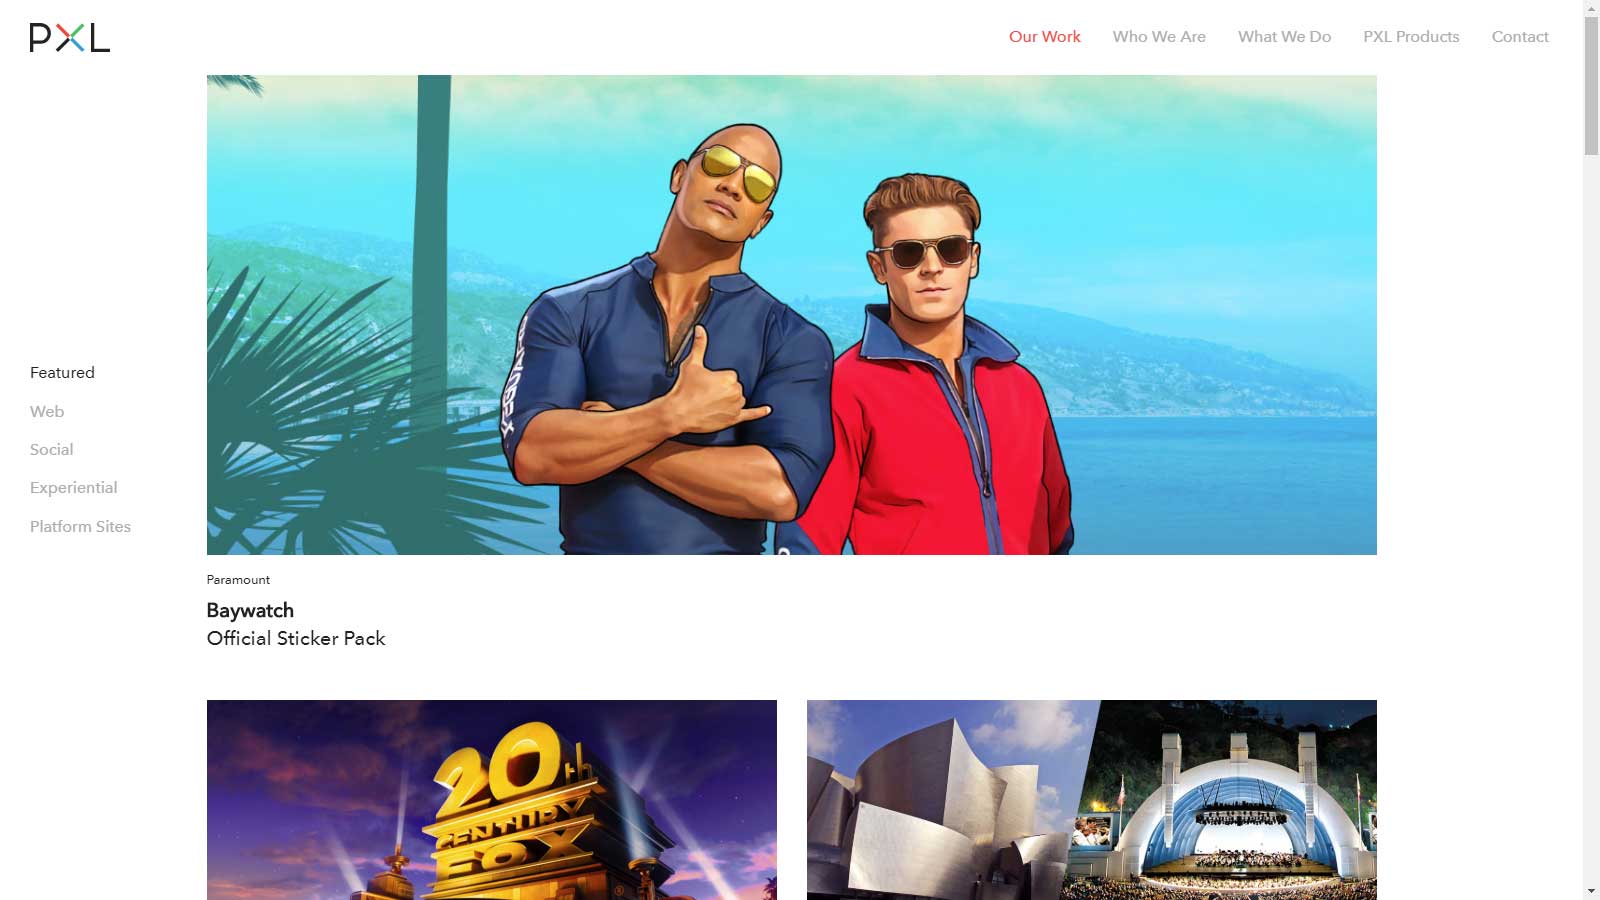 PXL
Our Work
Who We Are
What We Do
PXL Products
Contact
Featured
Web
Social
Experiential
Platform Sites
Paramount
Baywatch
Official Sticker Pack
20th
CENTURY
FOX